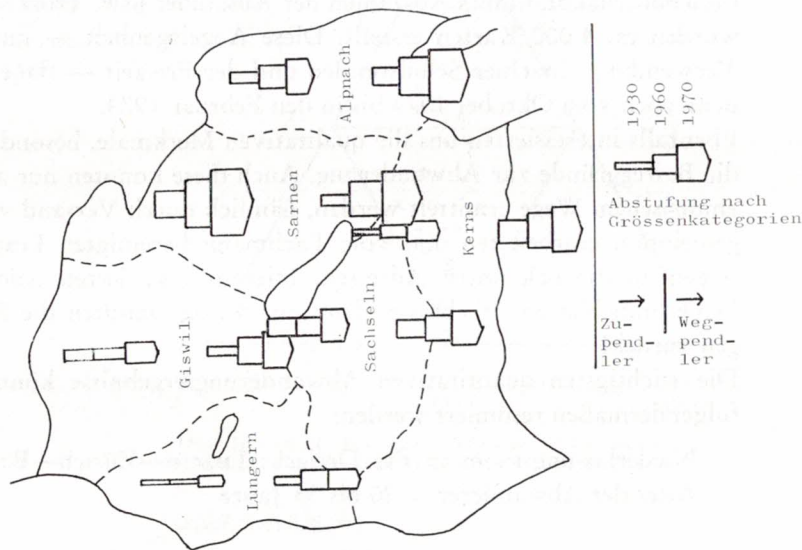 Alpnach
Sarnen
Kerns
Sachseln
Giswil
Lungern
1930
1960
1970
Abstufung nach
Grössenkategorien
Zu-
pend-
ler
Weg-
pend-
ler